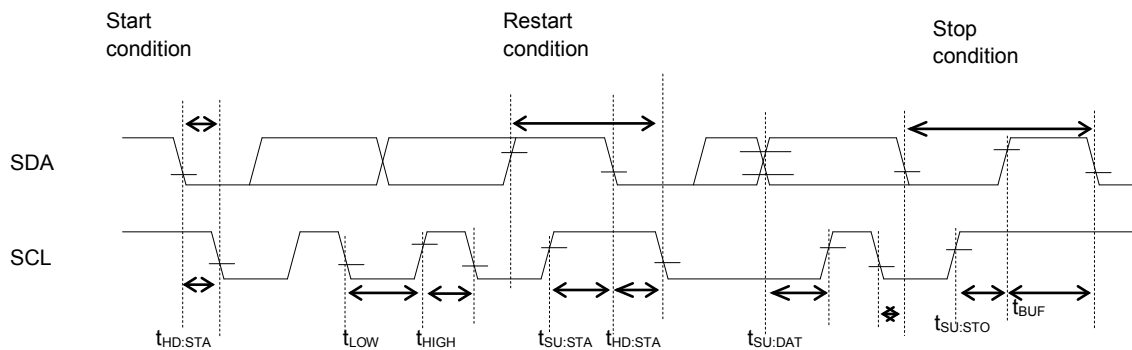 Start
condition
Restart
condition
Stop
condition
SDA
SCL
tHD:STA
tLOW
tHIGH
tSU:STA
tHD:STA
tSU:DAT
tSU:STO
tBUF